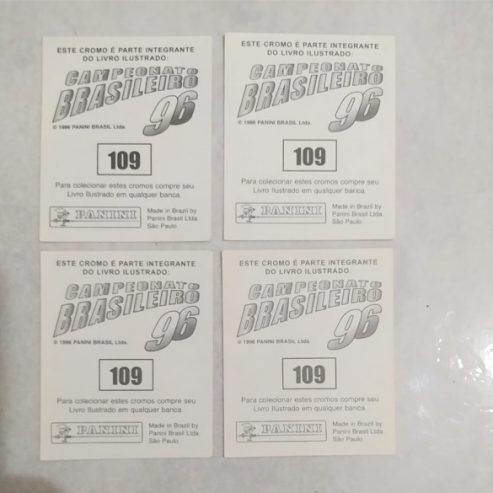 ESTE CROMO É PARTE INTEGRANTE
DO LIVRO ILUSTRADO:
CAMPEONATO
BRASILEIRO
96
© 1996 PANINI BRASIL Ltda.
109
Para colecionar estes cromos compre seu
Livro Ilustrado em qualquer banca.
PANINI
Made in Brazil by
Panini Brasil Ltda.
São Paulo
ESTE CROMO É PARTE INTEGRANTE
DO LIVRO ILUSTRADO:
CAMPEONATO
BRASILEIRO
96
© 1996 PANINI BRASIL Ltda.
109
Para colecionar estes cromos compre seu
Livro Ilustrado em qualquer banca.
PANINI
Made in Brazil by
Panini Brasil Ltda.
São Paulo
ESTE CROMO É PARTE INTEGRANTE
DO LIVRO ILUSTRADO:
CAMPEONATO
BRASILEIRO
96
© 1996 PANINI BRASIL Ltda.
109
Para colecionar estes cromos compre seu
Livro Ilustrado em qualquer banca.
PANINI
Made in Brazil by
Panini Brasil Ltda.
São Paulo
ESTE CROMO É PARTE INTEGRANTE
DO LIVRO ILUSTRADO:
CAMPEONATO
BRASILEIRO
96
© 1996 PANINI BRASIL Ltda.
109
Para colecionar estes cromos compre seu
Livro Ilustrado em qualquer banca.
PANINI
Made in Brazil by
Panini Brasil Ltda.
São Paulo